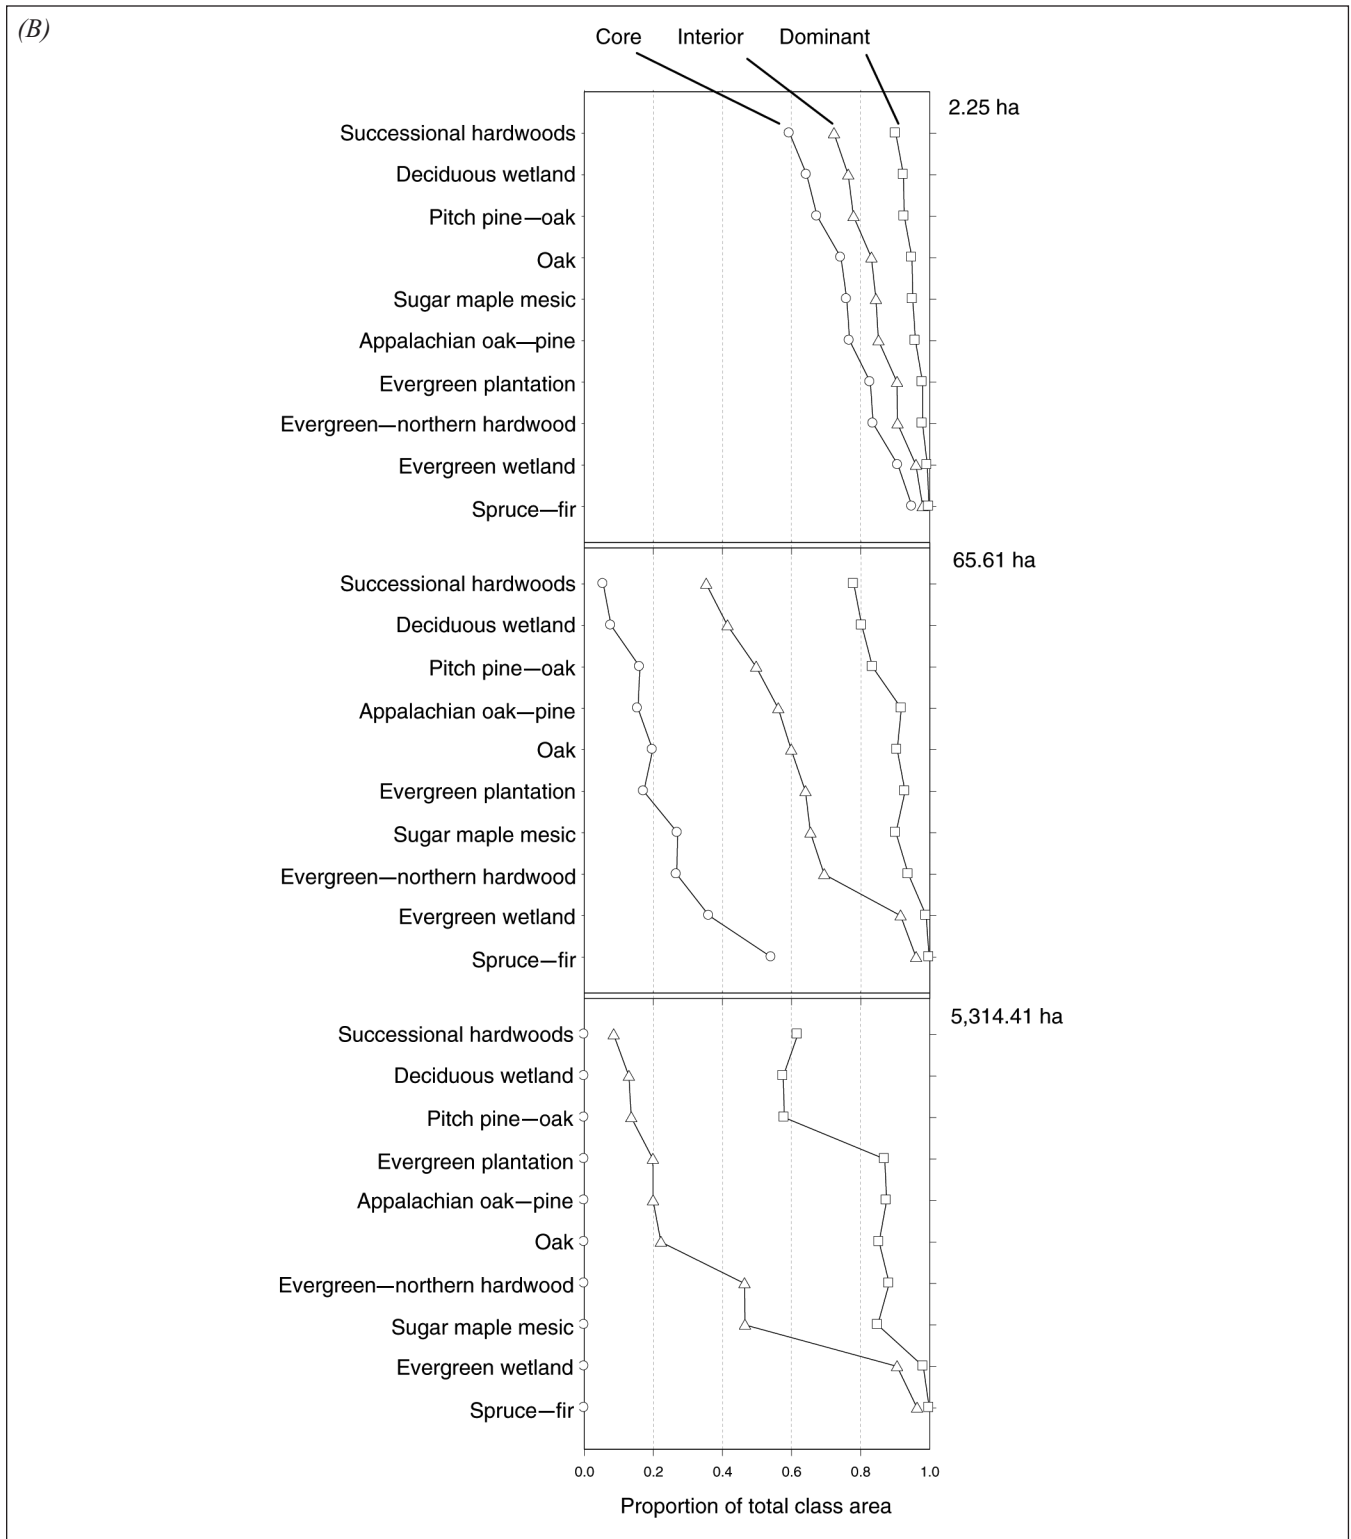 (B)
Core Interior Dominant
2.25 ha
Successional hardwoods
Deciduous wetland
Pitch pine—oak
Oak
Sugar maple mesic
Appalachian oak—pine
Evergreen plantation
Evergreen—northern hardwood
Evergreen wetland
Spruce—fir
65.61 ha
Successional hardwoods
Deciduous wetland
Pitch pine—oak
Appalachian oak—pine
Oak
Evergreen plantation
Sugar maple mesic
Evergreen—northern hardwood
Evergreen wetland
Spruce—fir
5,314.41 ha
Successional hardwoods
Deciduous wetland
Pitch pine—oak
Evergreen plantation
Appalachian oak—pine
Oak
Evergreen—northern hardwood
Sugar maple mesic
Evergreen wetland
Spruce—fir
0.0 0.2 0.4 0.6 0.8 1.0
Proportion of total class area